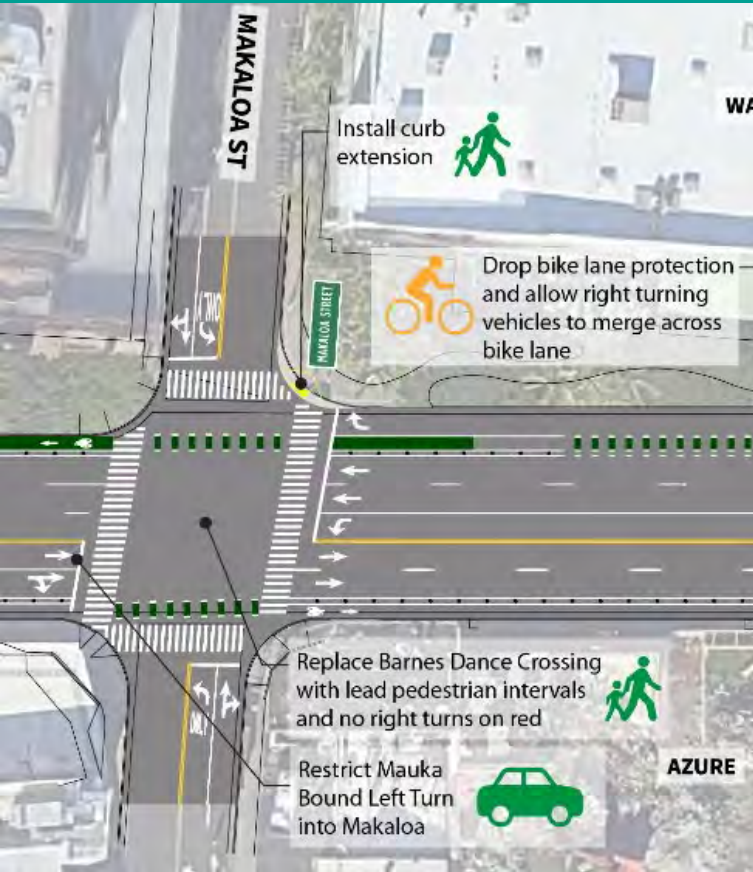 MAKALOA ST
WA
Install curb
extension
Drop bike lane protection
and allow right turning
vehicles to merge across
bike lane
ONLY
MAKALOA STREET
Replace Barnes Dance Crossing
with lead pedestrian intervals
and no right turns on red
ONLY
Restrict Mauka
Bound Left Turn
into Makaloa
AZURE